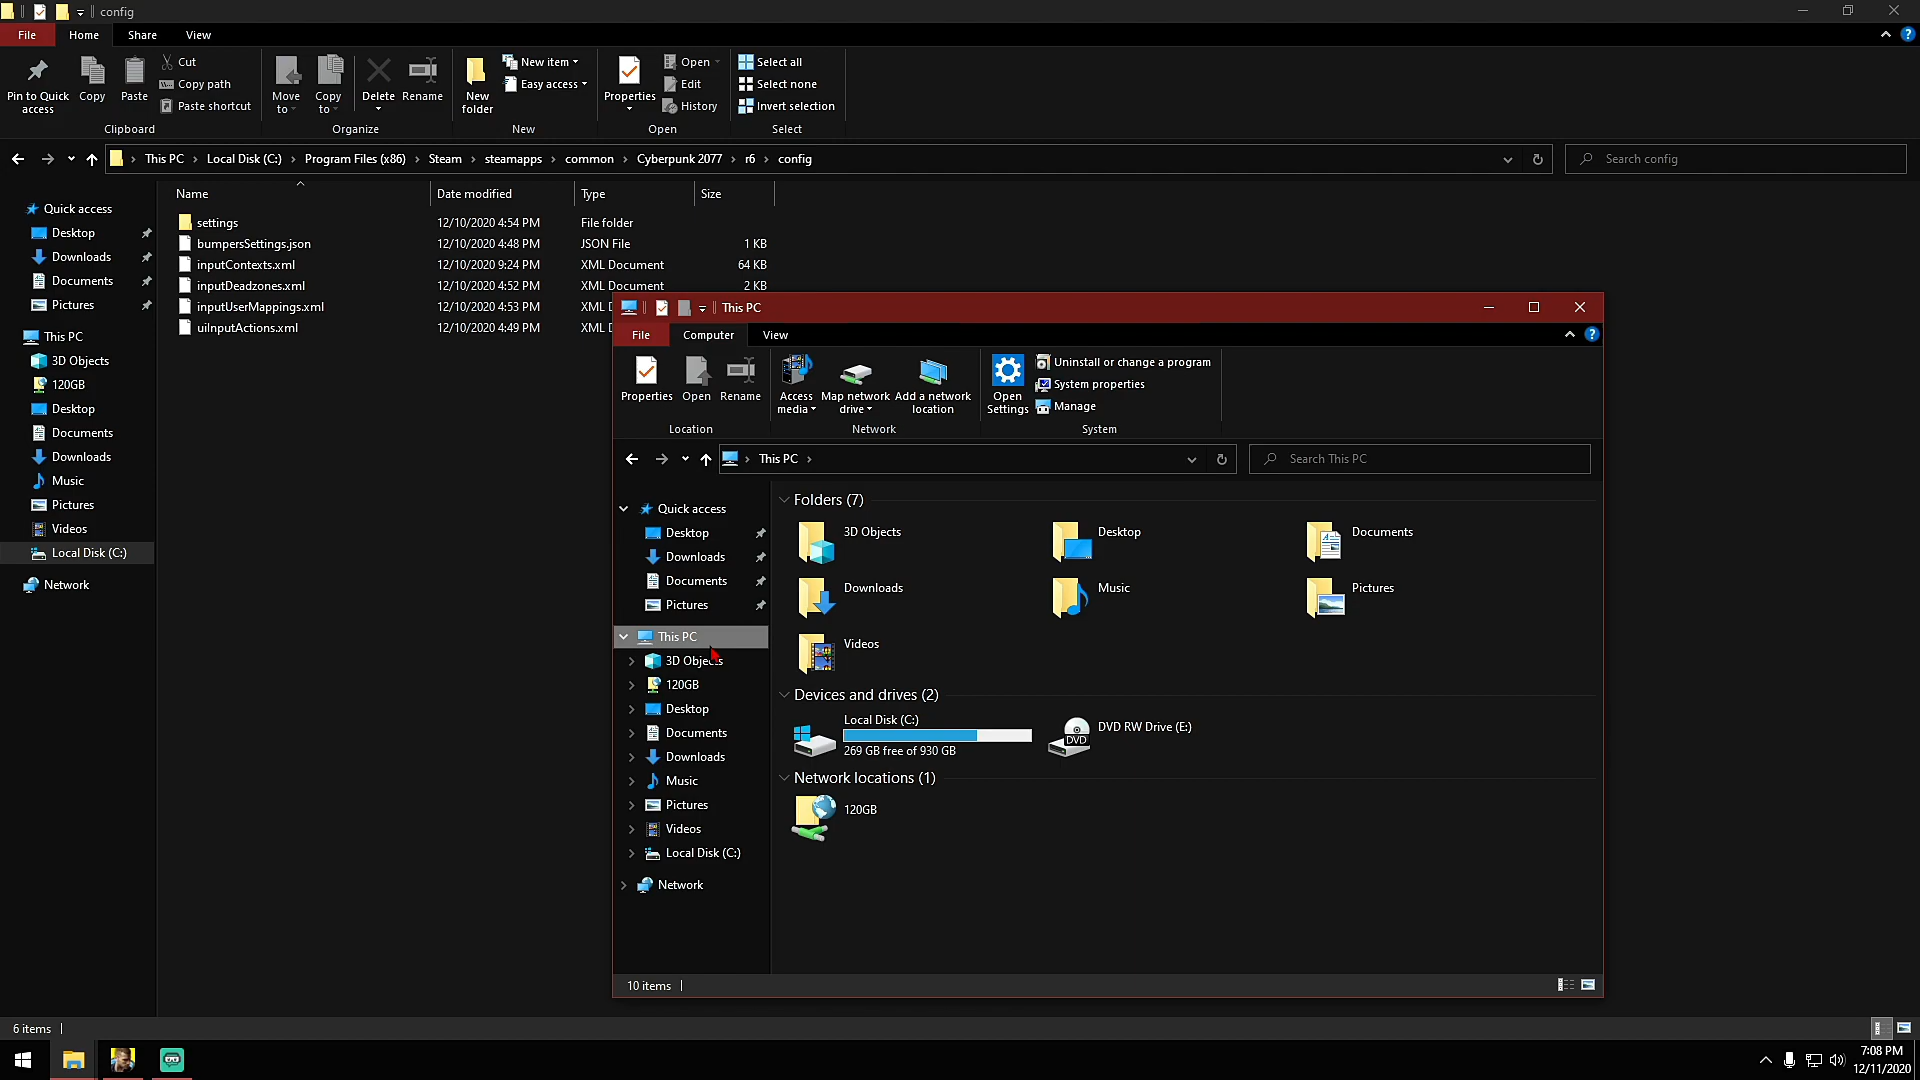 config
File
Home
Share
View
Pin to Quick access
Copy
Paste
Cut
Copy path
Paste shortcut
Clipboard
Move to
Copy to
Delete
Rename
Organize
New folder
New item
Easy access
New
Properties
Open
Edit
History
Open
Select all
Select none
Invert selection
Select
This PC > Local Disk (C:) > Program Files (x86) > Steam > steamapps > common > Cyberpunk 2077 > r6 > config
Search config
Name
Date modified
Type
Size
settings 12/10/2020 4:54 PM File folder
bumpersSettings.json 12/10/2020 4:48 PM JSON File 1 KB
inputContexts.xml 12/10/2020 9:24 PM XML Document 64 KB
inputDeadzones.xml 12/10/2020 4:52 PM XML Document 2 KB
inputUserMappings.xml 12/10/2020 4:53 PM XML D
uiInputActions.xml 12/10/2020 4:49 PM XML D
Quick access
Desktop
Downloads
Documents
Pictures
This PC
3D Objects
120GB
Desktop
Documents
Downloads
Music
Pictures
Videos
Local Disk (C:)
Network
6 items
This PC
File
Computer
View
Properties
Open
Rename
Location
Access media
Map network drive
Add a network location
Network
Open Settings
Uninstall or change a program
System properties
Manage
System
This PC >
Search This PC
Quick access
Desktop
Downloads
Documents
Pictures
This PC
3D Objects
120GB
Desktop
Documents
Downloads
Music
Pictures
Videos
Local Disk (C:)
Network
Folders (7)
3D Objects
Desktop
Documents
Downloads
Music
Pictures
Videos
Devices and drives (2)
Local Disk (C:)
269 GB free of 930 GB
DVD
DVD RW Drive (E:)
Network locations (1)
120GB
10 items
7:08 PM
12/11/2020